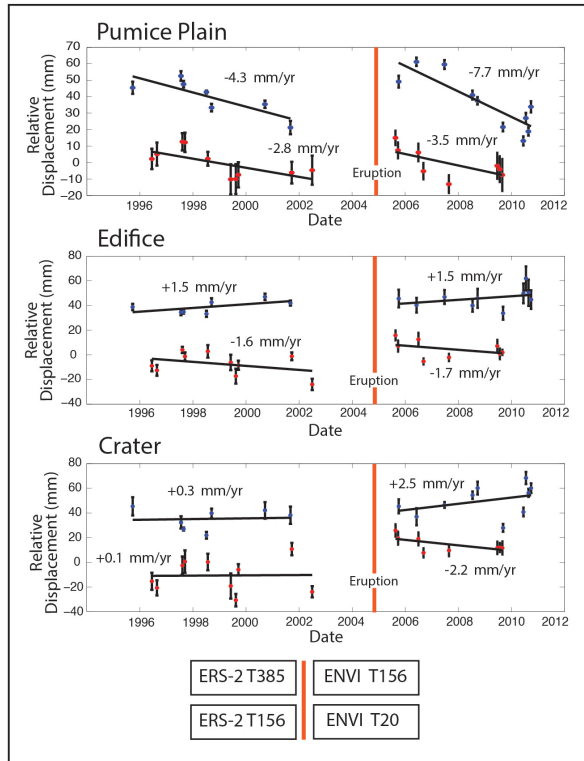 Pumice Plain
Relative
Displacement (mm)
70
60
50
40
30
20
10
0
−10
−20
-4.3 mm/yr
-7.7 mm/yr
-2.8 mm/yr
-3.5 mm/yr
Eruption
1996 1998 2000 2002 2004 2006 2008 2010 2012
Date
Edifice
Relative
Displacement (mm)
80
60
40
20
0
−20
−40
+1.5 mm/yr
+1.5 mm/yr
-1.6 mm/yr
-1.7 mm/yr
Eruption
1996 1998 2000 2002 2004 2006 2008 2010 2012
Date
Crater
Relative
Displacement (mm)
80
60
40
20
0
−20
−40
+0.3 mm/yr
+2.5 mm/yr
+0.1 mm/yr
-2.2 mm/yr
Eruption
1996 1998 2000 2002 2004 2006 2008 2010 2012
Date
ERS-2 T385 ENVI T156
ERS-2 T156 ENVI T20